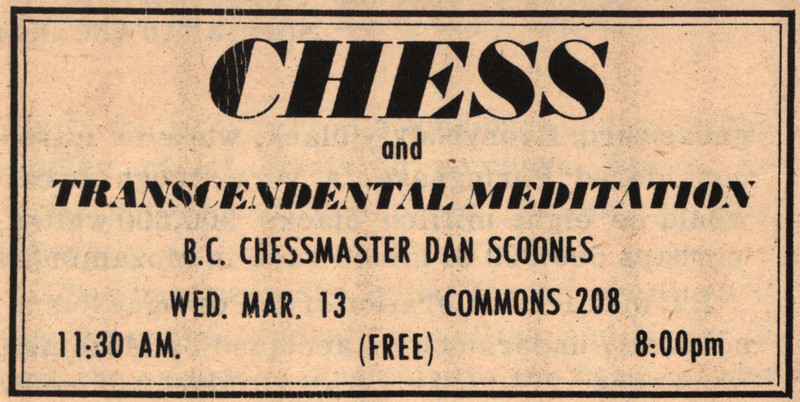 CHESS
and
TRANSCENDENTAL MEDITATION
B.C. CHESSMASTER DAN SCOONES
WED. MAR. 13 COMMONS 208
11:30 AM. (FREE) 8:00pm